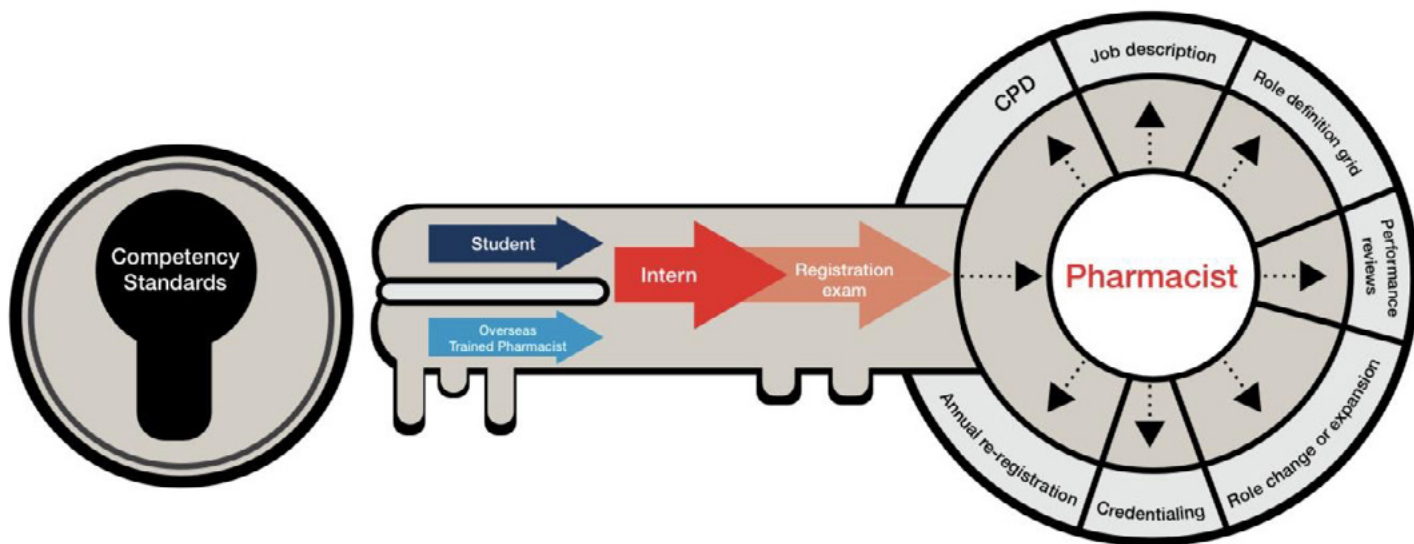 Competency
Standards
Student
Overseas
Trained Pharmacist
Intern
Registration
exam
Pharmacist
CPD
Job description
Role definition grid
Performance
reviews
Role change or expansion
Credentialing
Annual re-registration